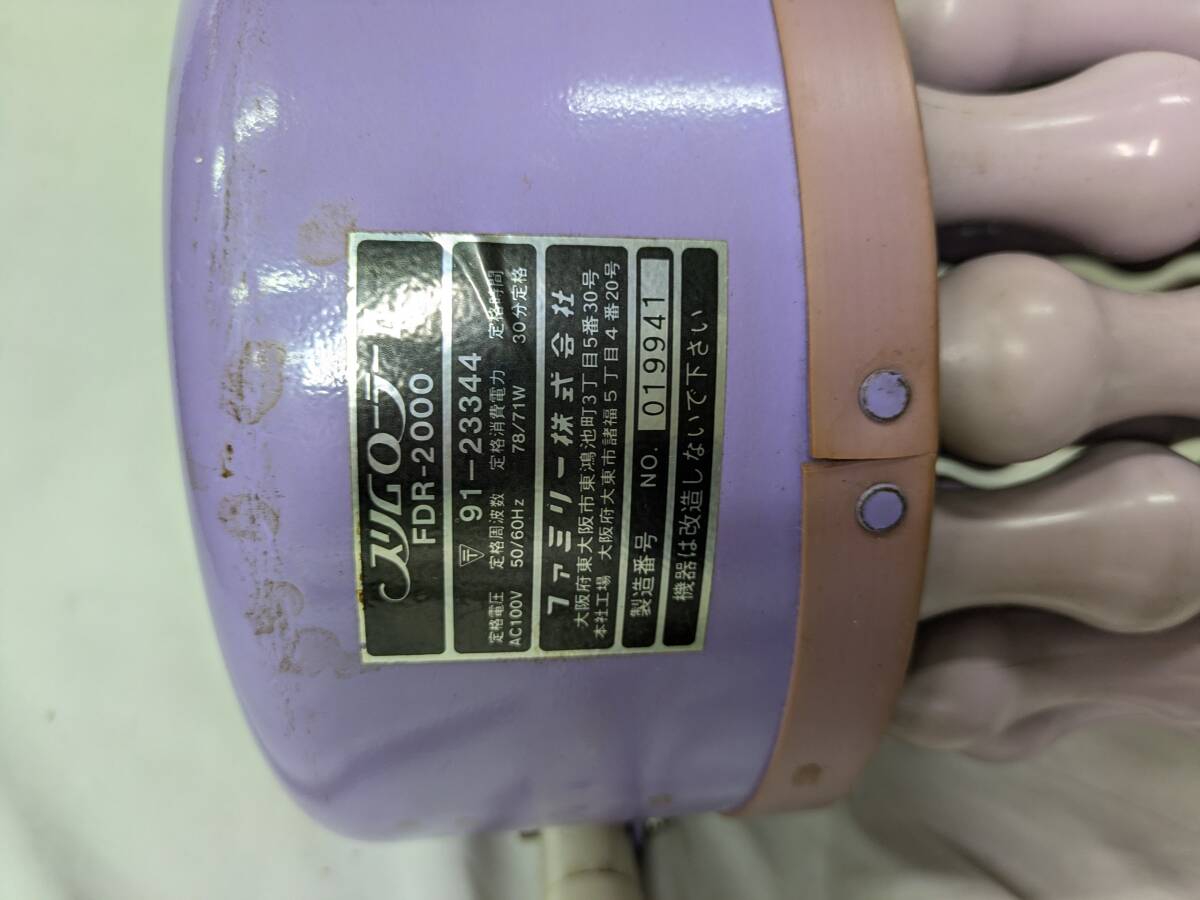 スリムローラー
FDR-2000
〒 91-23344
定格電圧 定格周波数 定格消費電力 定格時間
AC100V 50/60Hz 78/71W 30分定格
ファミリー株式会社
大阪府東大阪市東鴻池町3丁目5番30号
本社工場 大阪府大東市諸福5丁目4番20号
製造番号 NO. 019941
機器は改造しないで下さい